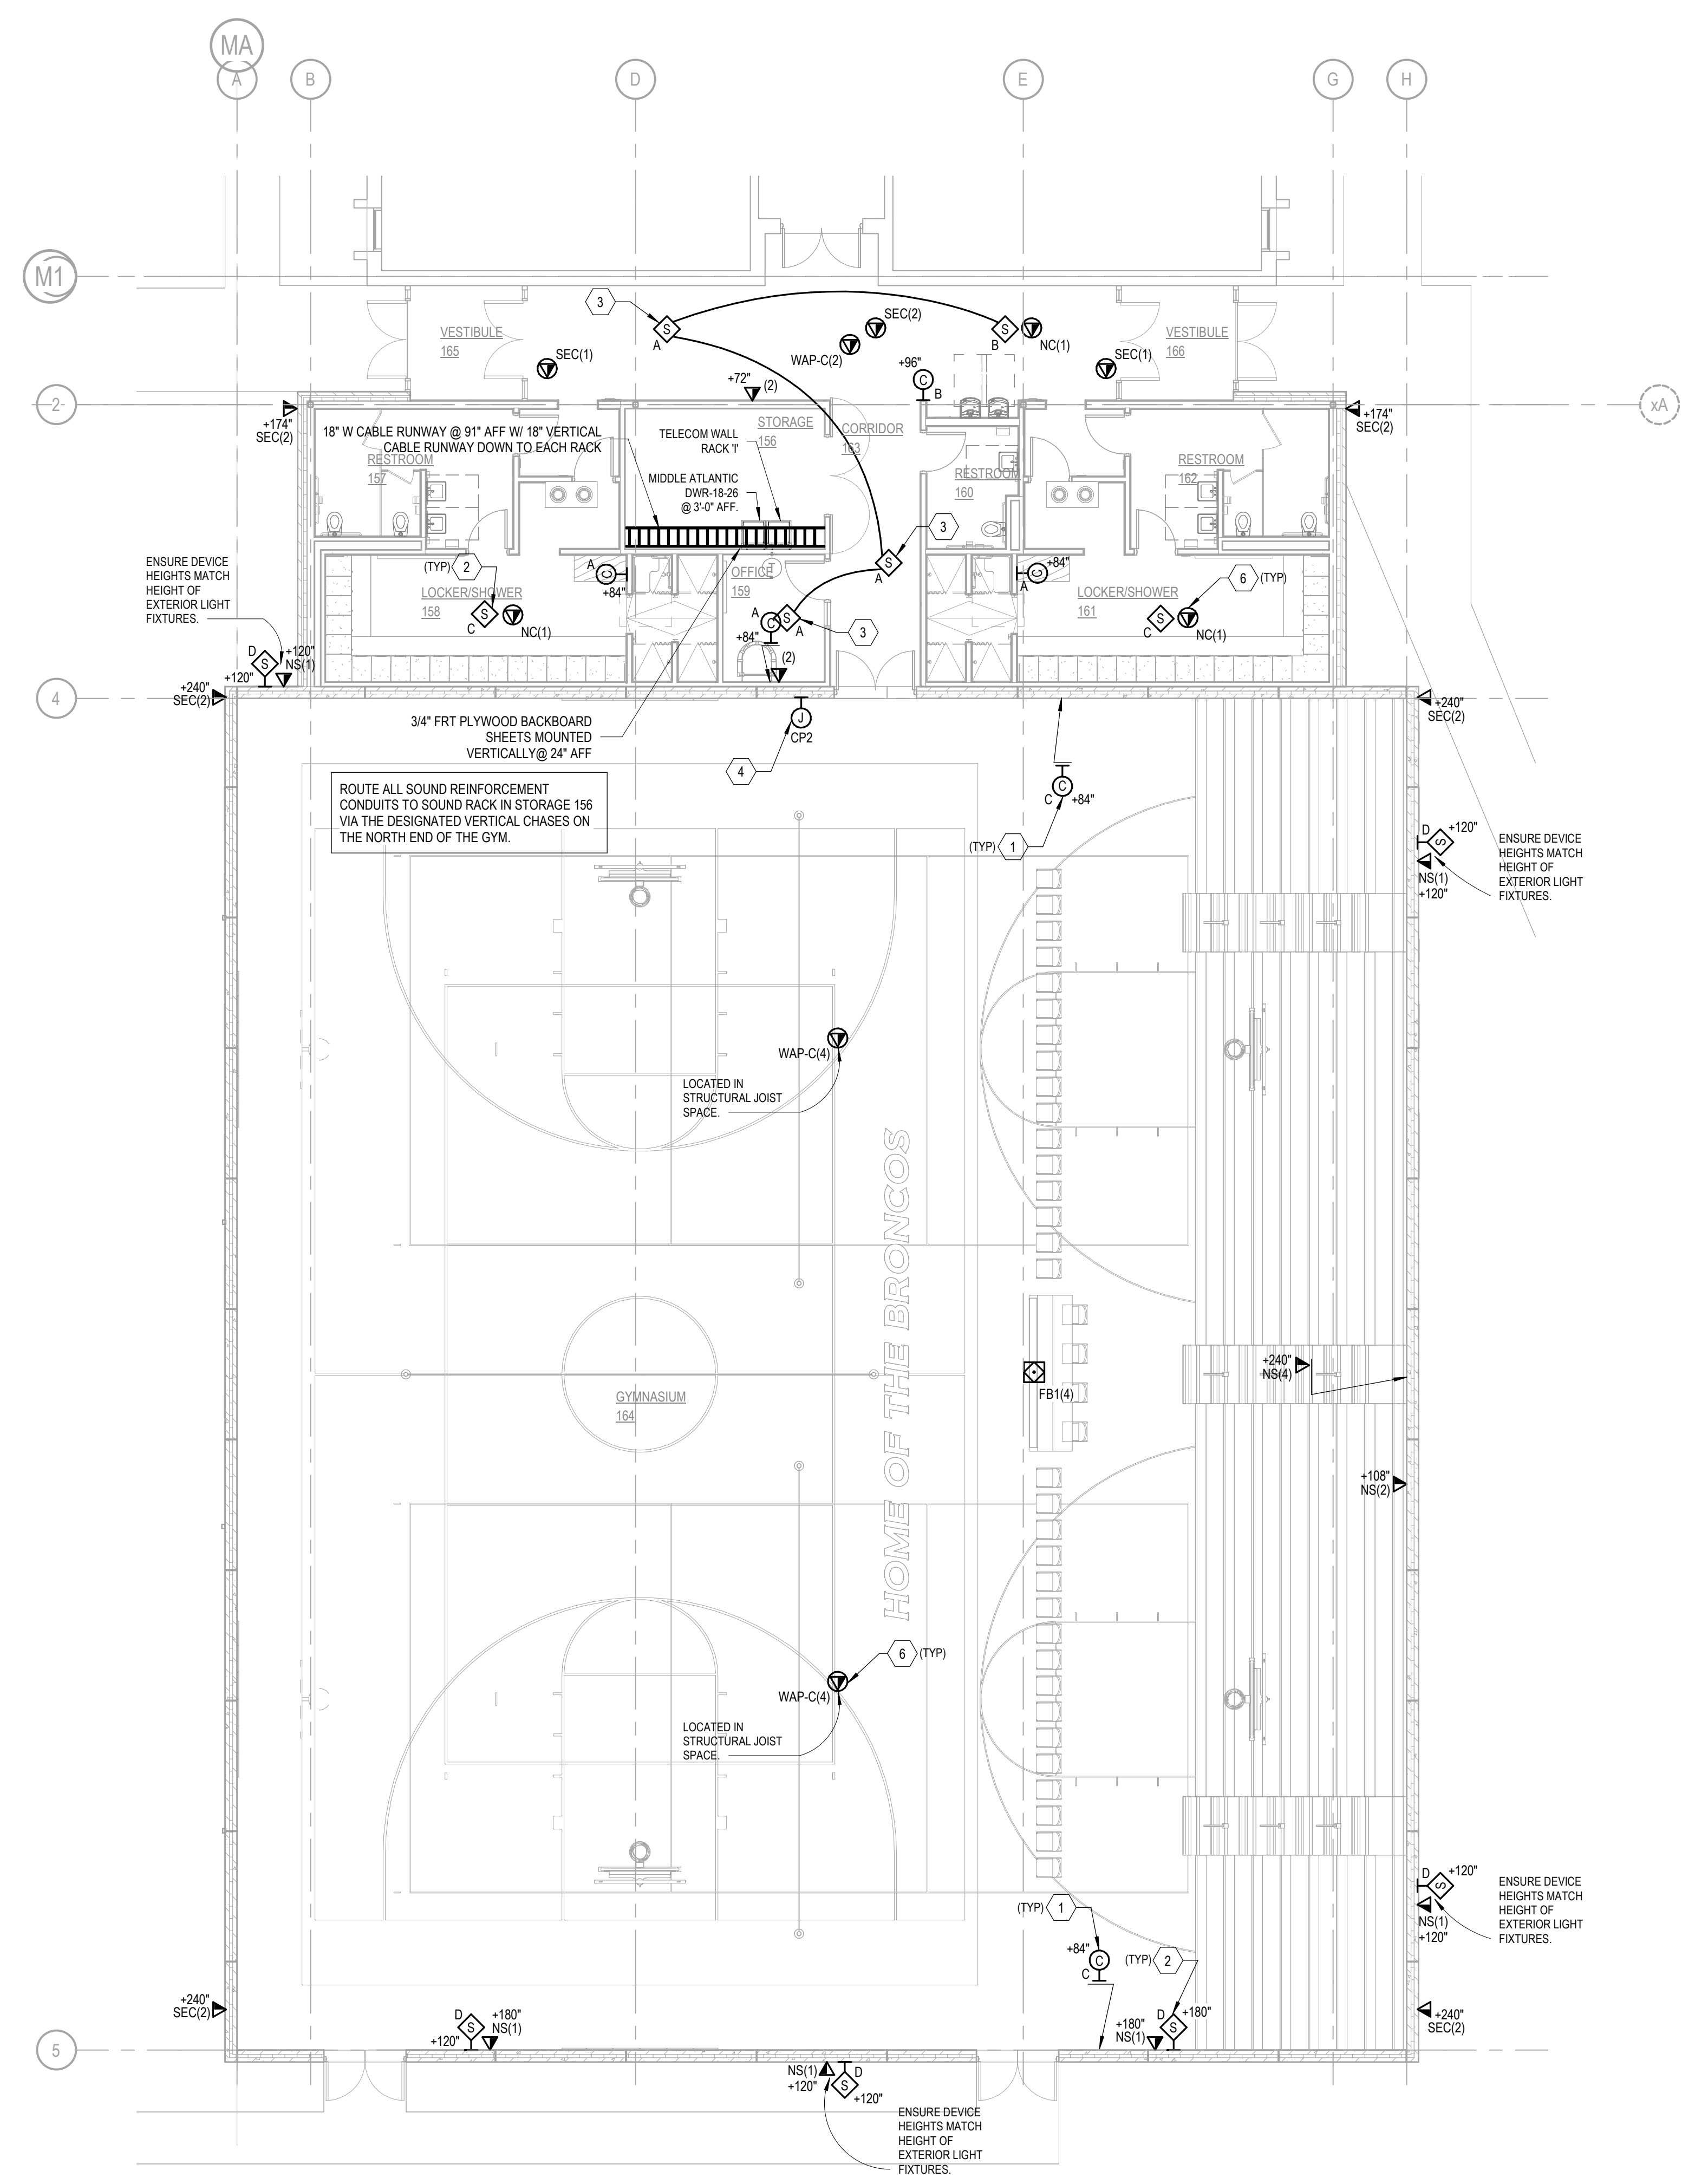 MA
A
B
D
E
G
H
M1
3
S
A
SEC(2)
WAP-C(2)
S
B
NC(1)
VESTIBULE
165
SEC(1)
VESTIBULE
166
SEC(1)
+96"
C
B
+72"
(2)
2
xA
+174"
SEC(2)
+174"
SEC(2)
18" W CABLE RUNWAY @ 91" AFF W/ 18" VERTICAL
CABLE RUNWAY DOWN TO EACH RACK
RESTROOM
157
STORAGE
156
TELECOM WALL
RACK 'I'
CORRIDOR
163
MIDDLE ATLANTIC
DWR-18-26
@ 3'-0" AFF.
RESTROOM
160
RESTROOM
162
3
S
A
ENSURE DEVICE
HEIGHTS MATCH
HEIGHT OF
EXTERIOR LIGHT
FIXTURES.
(TYP)
2
LOCKER/SHOWER
158
A
C
+84"
T
OFFICE
159
C
+84"
A
6
(TYP)
LOCKER/SHOWER
161
S
C
NC(1)
A
C
S
A
+84"
3
(2)
S
C
NC(1)
D
S
+120"
NS(1)
+120"
4
+240"
SEC(2)
+240"
SEC(2)
3/4" FRT PLYWOOD BACKBOARD
SHEETS MOUNTED
VERTICALLY@ 24" AFF
J
CP2
4
C
C
+84"
ROUTE ALL SOUND REINFORCEMENT
CONDUITS TO SOUND RACK IN STORAGE 156
VIA THE DESIGNATED VERTICAL CHASES ON
THE NORTH END OF THE GYM.
(TYP)
1
D
S
+120"
NS(1)
+120"
ENSURE DEVICE
HEIGHTS MATCH
HEIGHT OF
EXTERIOR LIGHT
FIXTURES.
WAP-C(4)
LOCATED IN
STRUCTURAL JOIST
SPACE.
HOME OF THE BRONCOS
GYMNASIUM
164
FB1(4)
+240"
NS(4)
+108"
NS(2)
6
(TYP)
WAP-C(4)
LOCATED IN
STRUCTURAL JOIST
SPACE.
D
S
+120"
NS(1)
+120"
ENSURE DEVICE
HEIGHTS MATCH
HEIGHT OF
EXTERIOR LIGHT
FIXTURES.
(TYP)
1
+84"
C
C
(TYP)
2
+240"
SEC(2)
D
S
+120"
+180"
NS(1)
+180"
NS(1)
D
S
+180"
+240"
SEC(2)
5
NS(1)
+120"
D
S
+120"
ENSURE DEVICE
HEIGHTS MATCH
HEIGHT OF
EXTERIOR LIGHT
FIXTURES.